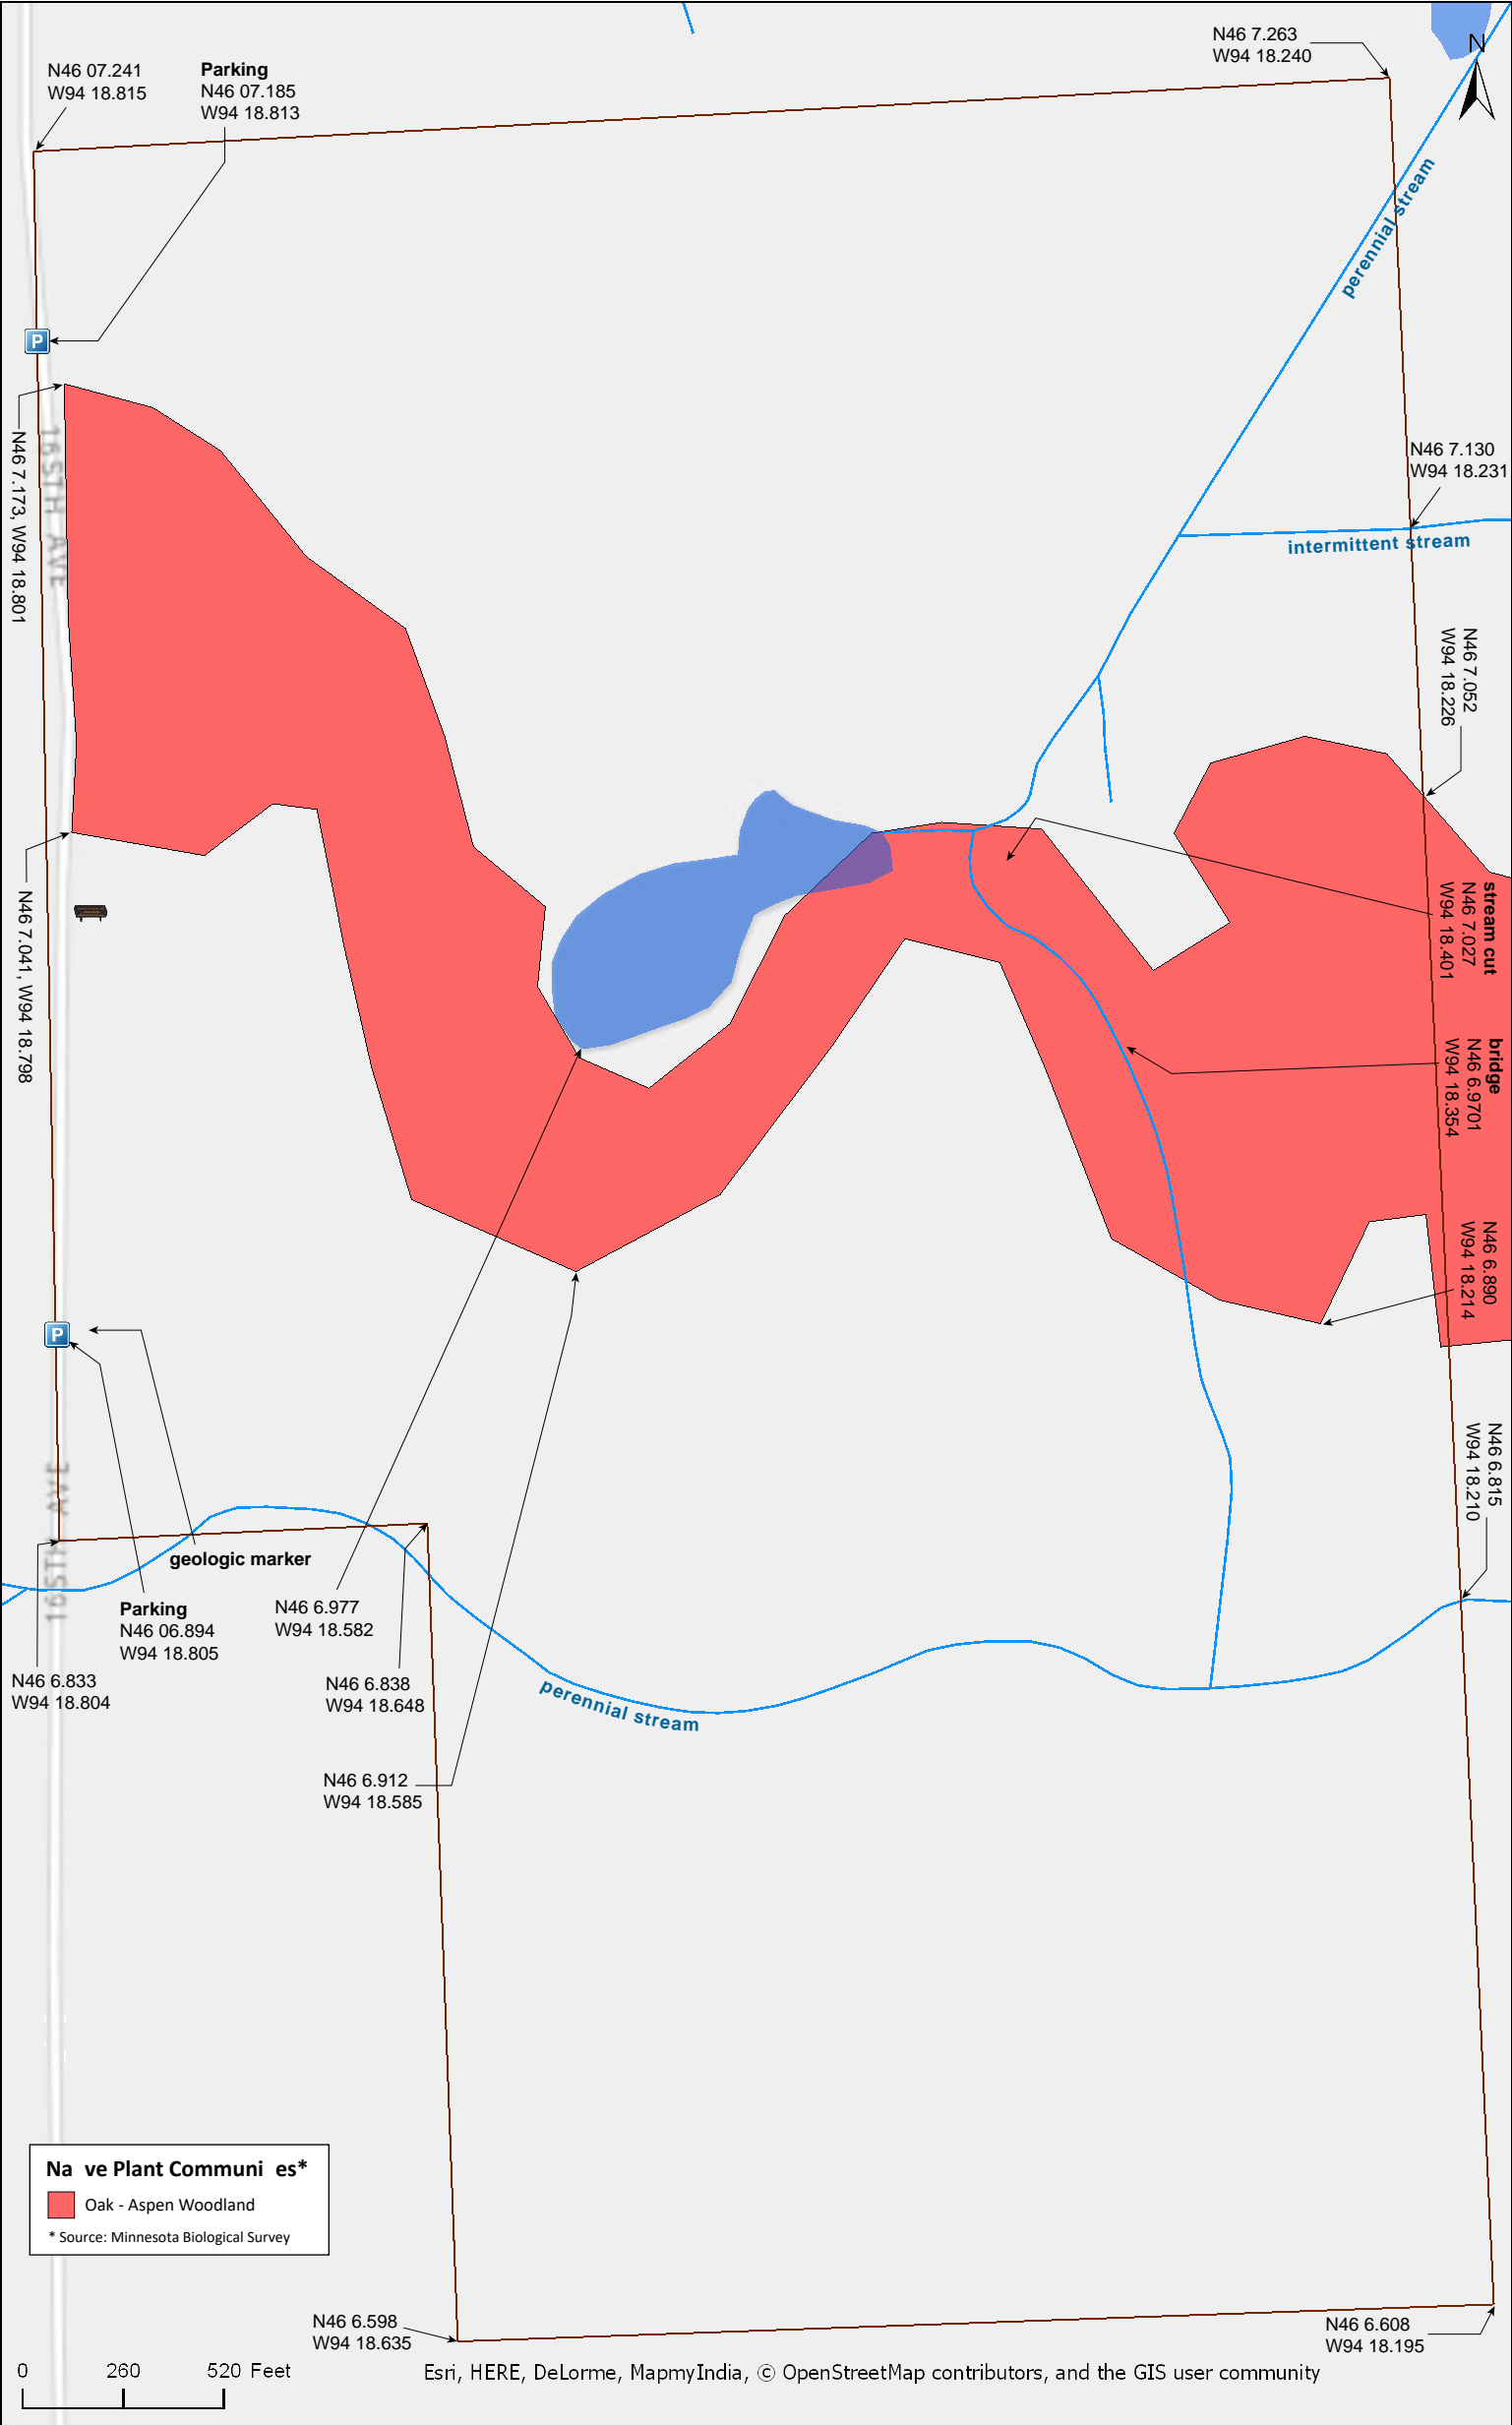 N46 7.263
W94 18.240
N
N46 07.241
W94 18.815
Parking
N46 07.185
W94 18.813
perennial stream
P
N46 7.130
W94 18.231
intermittent stream
N46 7.173, W94 18.801
165TH AVE
N46 7.052
W94 18.226
stream cut
N46 7.027
W94 18.401
N46 7.041, W94 18.798
bridge
N46 6.9701
W94 18.354
N46 6.890
W94 18.214
P
N46 6.815
W94 18.210
165TH AVE
geologic marker
Parking
N46 06.894
W94 18.805
N46 6.977
W94 18.582
N46 6.833
W94 18.804
N46 6.838
W94 18.648
perennial stream
N46 6.912
W94 18.585
Na ve Plant Communi es*
Oak - Aspen Woodland
* Source: Minnesota Biological Survey
N46 6.598
W94 18.635
N46 6.608
W94 18.195
0 260 520 Feet
Esri, HERE, DeLorme, MapmyIndia, © OpenStreetMap contributors, and the GIS user community